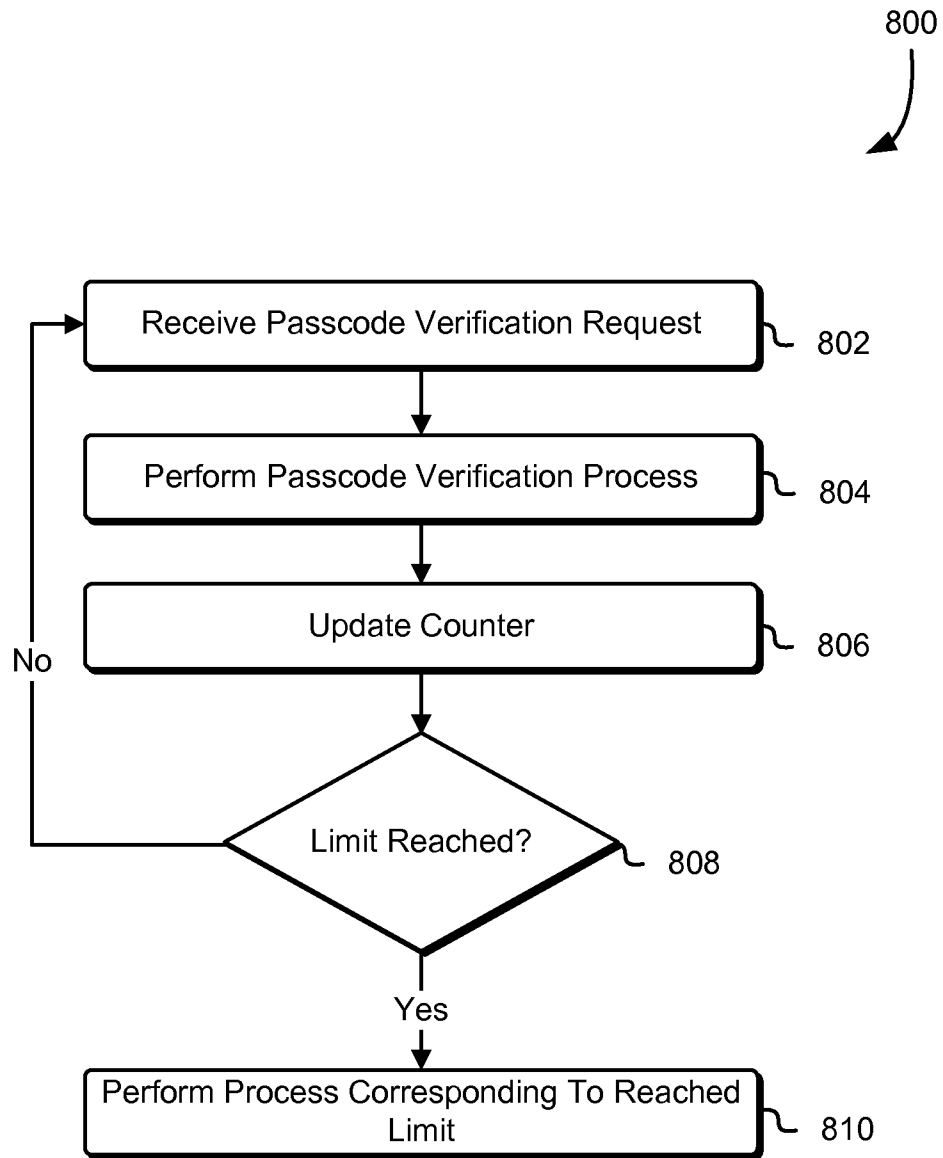 800
Receive Passcode Verification Request
802
Perform Passcode Verification Process
804
Update Counter
806
No
Limit Reached?
808
Yes
Perform Process Corresponding To Reached
Limit
810